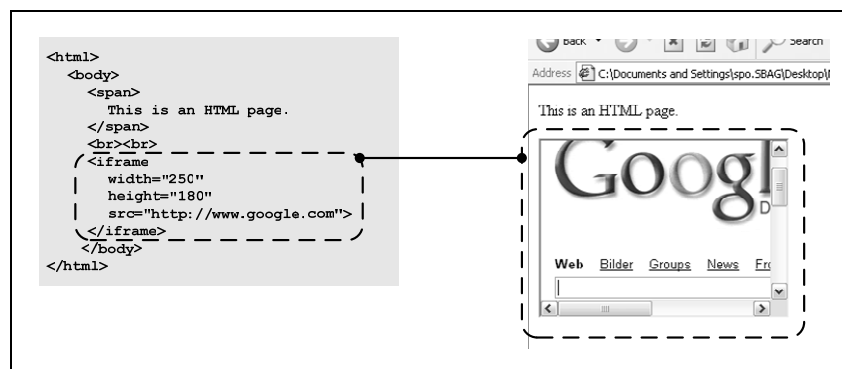 <html>
<body>
<span>
This is an HTML page.
</span>
<br><br>
<iframe
width="250"
height="180"
src="http://www.google.com">
</iframe>
</body>
</html>
Back Search
Address C:\Documents and Settings\spo.SBAG\Desktop\
This is an HTML page.
Googl
D
Web Bilder Groups News Fro